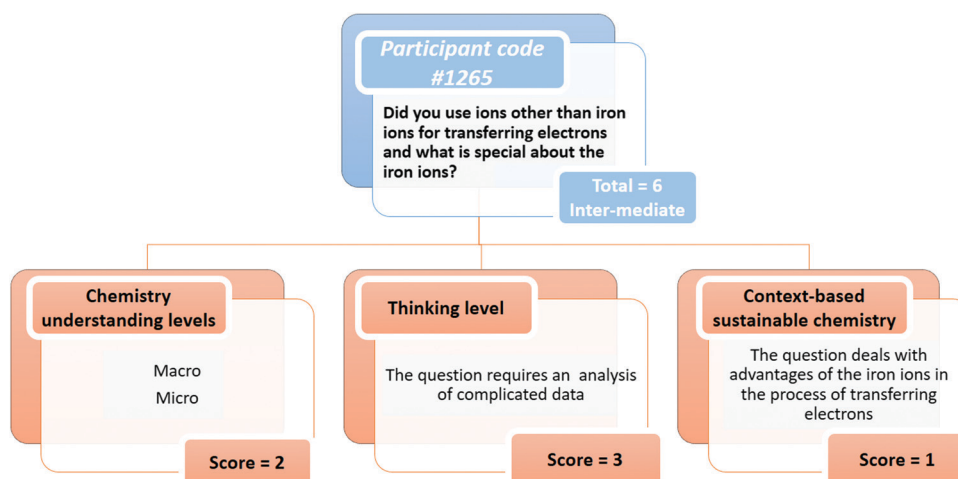 Participant code
#1265
Did you use ions other than iron
ions for transferring electrons
and what is special about the
iron ions?
Total = 6
Inter-mediate
Chemistry
understanding levels
Macro
Micro
Score = 2
Thinking level
The question requires an analysis
of complicated data
Score = 3
Context-based
sustainable chemistry
The question deals with
advantages of the iron ions in
the process of transferring
electrons
Score = 1